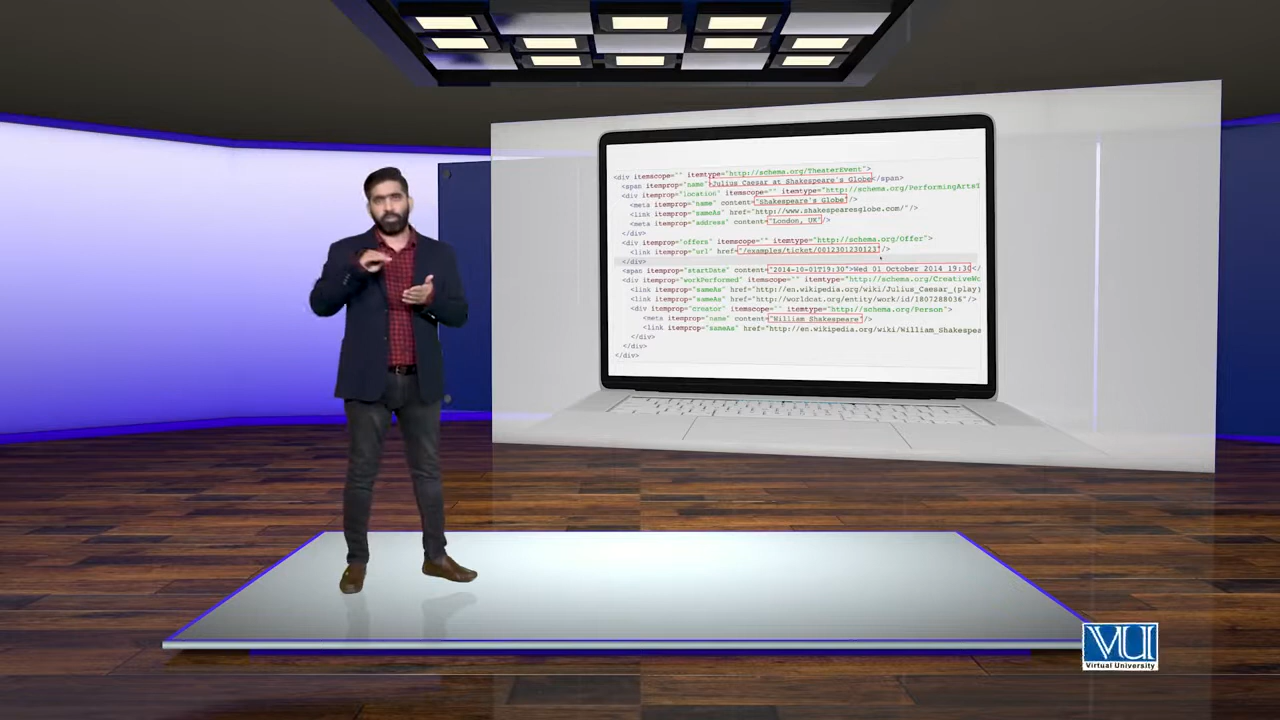 <div itemscope="" itemtype="http://schema.org/TheaterEvent">
<span itemprop="name">Julius Caesar at Shakespeare's Globe</span>
<div itemprop="location" itemscope="" itemtype="http://schema.org/PerformingArtsT
<meta itemprop="name" content="Shakespeare's Globe"/>
<link itemprop="sameAs" href="http://www.shakespearesglobe.com/"/>
<meta itemprop="address" content="London, UK"/>
</div>
<div itemprop="offers" itemscope="" itemtype="http://schema.org/Offer">
<link itemprop="url" href="/examples/ticket/0012301230123"/>
</div>
<span itemprop="startDate" content="2014-10-01T19:30">Wed 01 October 2014 19:30</
<div itemprop="workPerformed" itemscope="" itemtype="http://schema.org/CreativeWo
<link itemprop="sameAs" href="http://en.wikipedia.org/wiki/Julius_Caesar_(play)
<link itemprop="sameAs" href="http://worldcat.org/entity/work/id/1807288036"/>
<div itemprop="creator" itemscope="" itemtype="http://schema.org/Person">
<meta itemprop="name" content="William Shakespeare"/>
<link itemprop="sameAs" href="http://en.wikipedia.org/wiki/William_Shakespea
</div>
</div>
</div>
VU
Virtual University